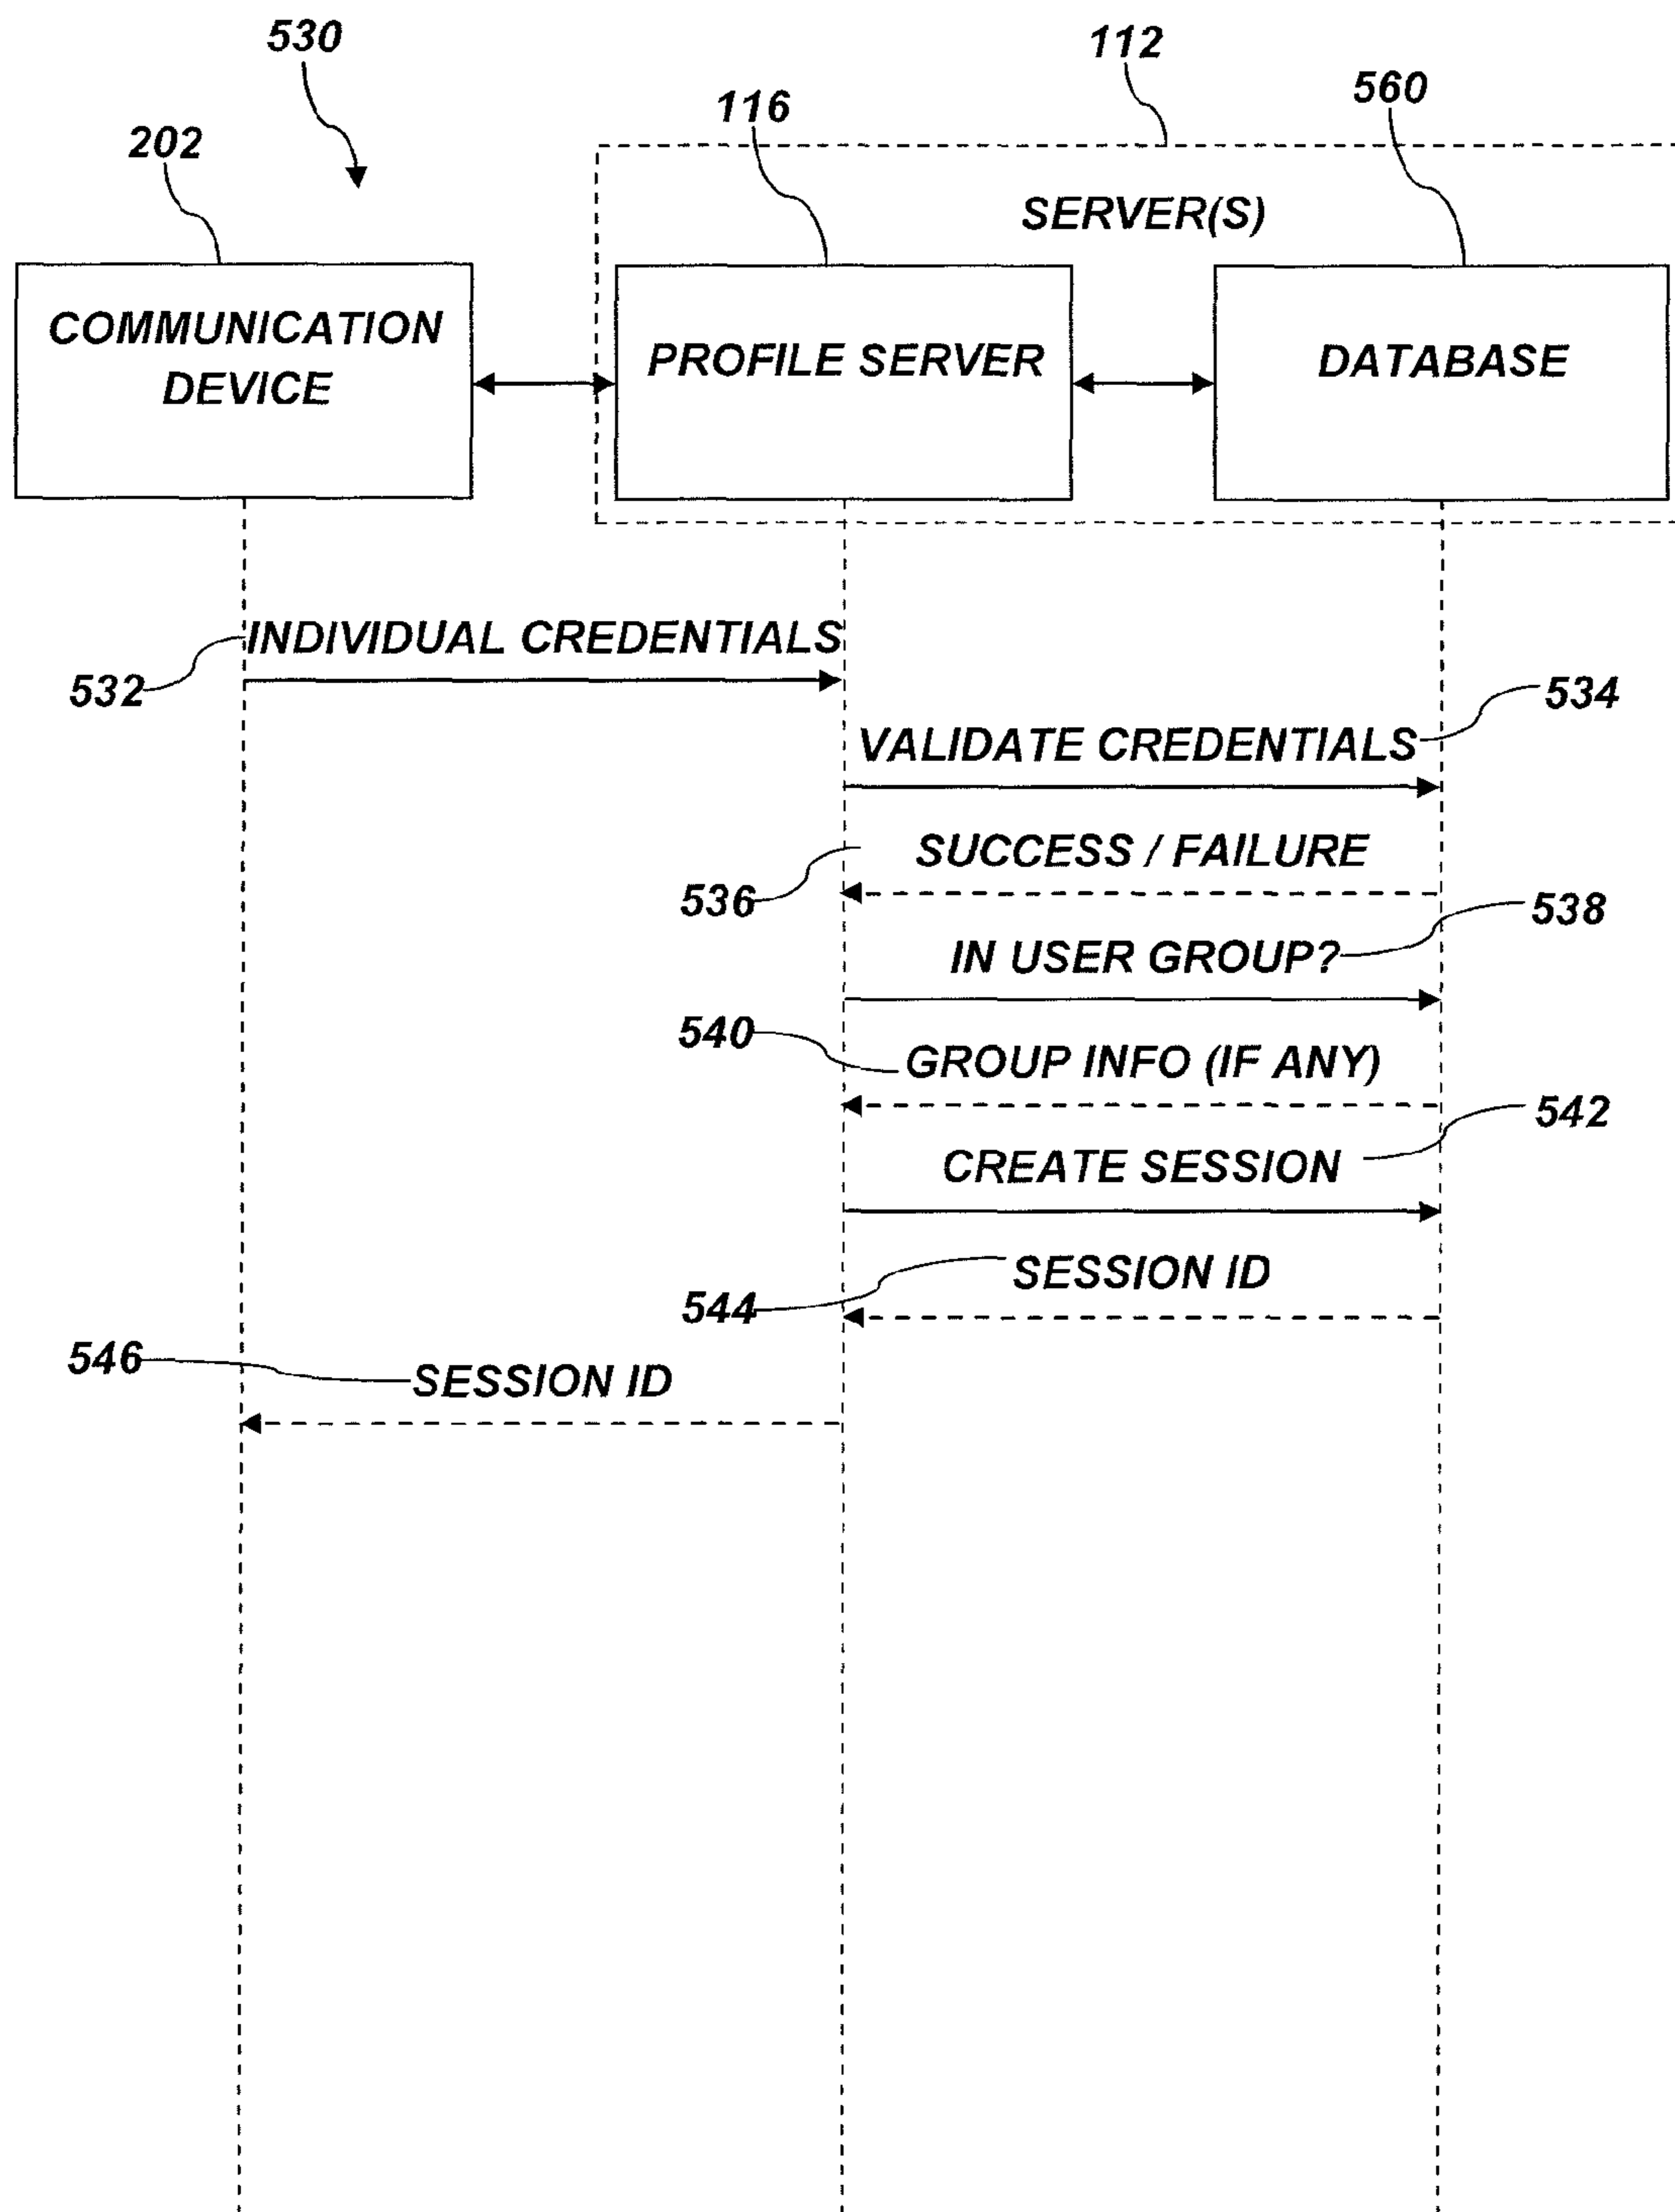 530
112
560
116
202
SERVER(S)
COMMUNICATION
DEVICE
PROFILE SERVER
DATABASE
INDIVIDUAL CREDENTIALS
532
534
VALIDATE CREDENTIALS
SUCCESS / FAILURE
536
538
IN USER GROUP?
540
GROUP INFO (IF ANY)
542
CREATE SESSION
SESSION ID
544
546
SESSION ID